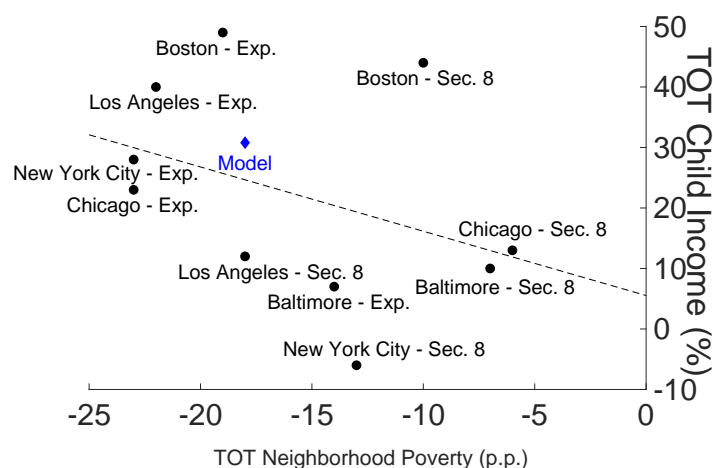 50
Boston - Exp.
Boston - Sec. 8
40
Los Angeles - Exp.
30
Model
New York City - Exp.
20
Chicago - Exp.
Chicago - Sec. 8
10
Los Angeles - Sec. 8
Baltimore - Sec. 8
Baltimore - Exp.
0
New York City - Sec. 8
-10
TOT Child Income (%)
-25 -20 -15 -10 -5 0
TOT Neighborhood Poverty (p.p.)